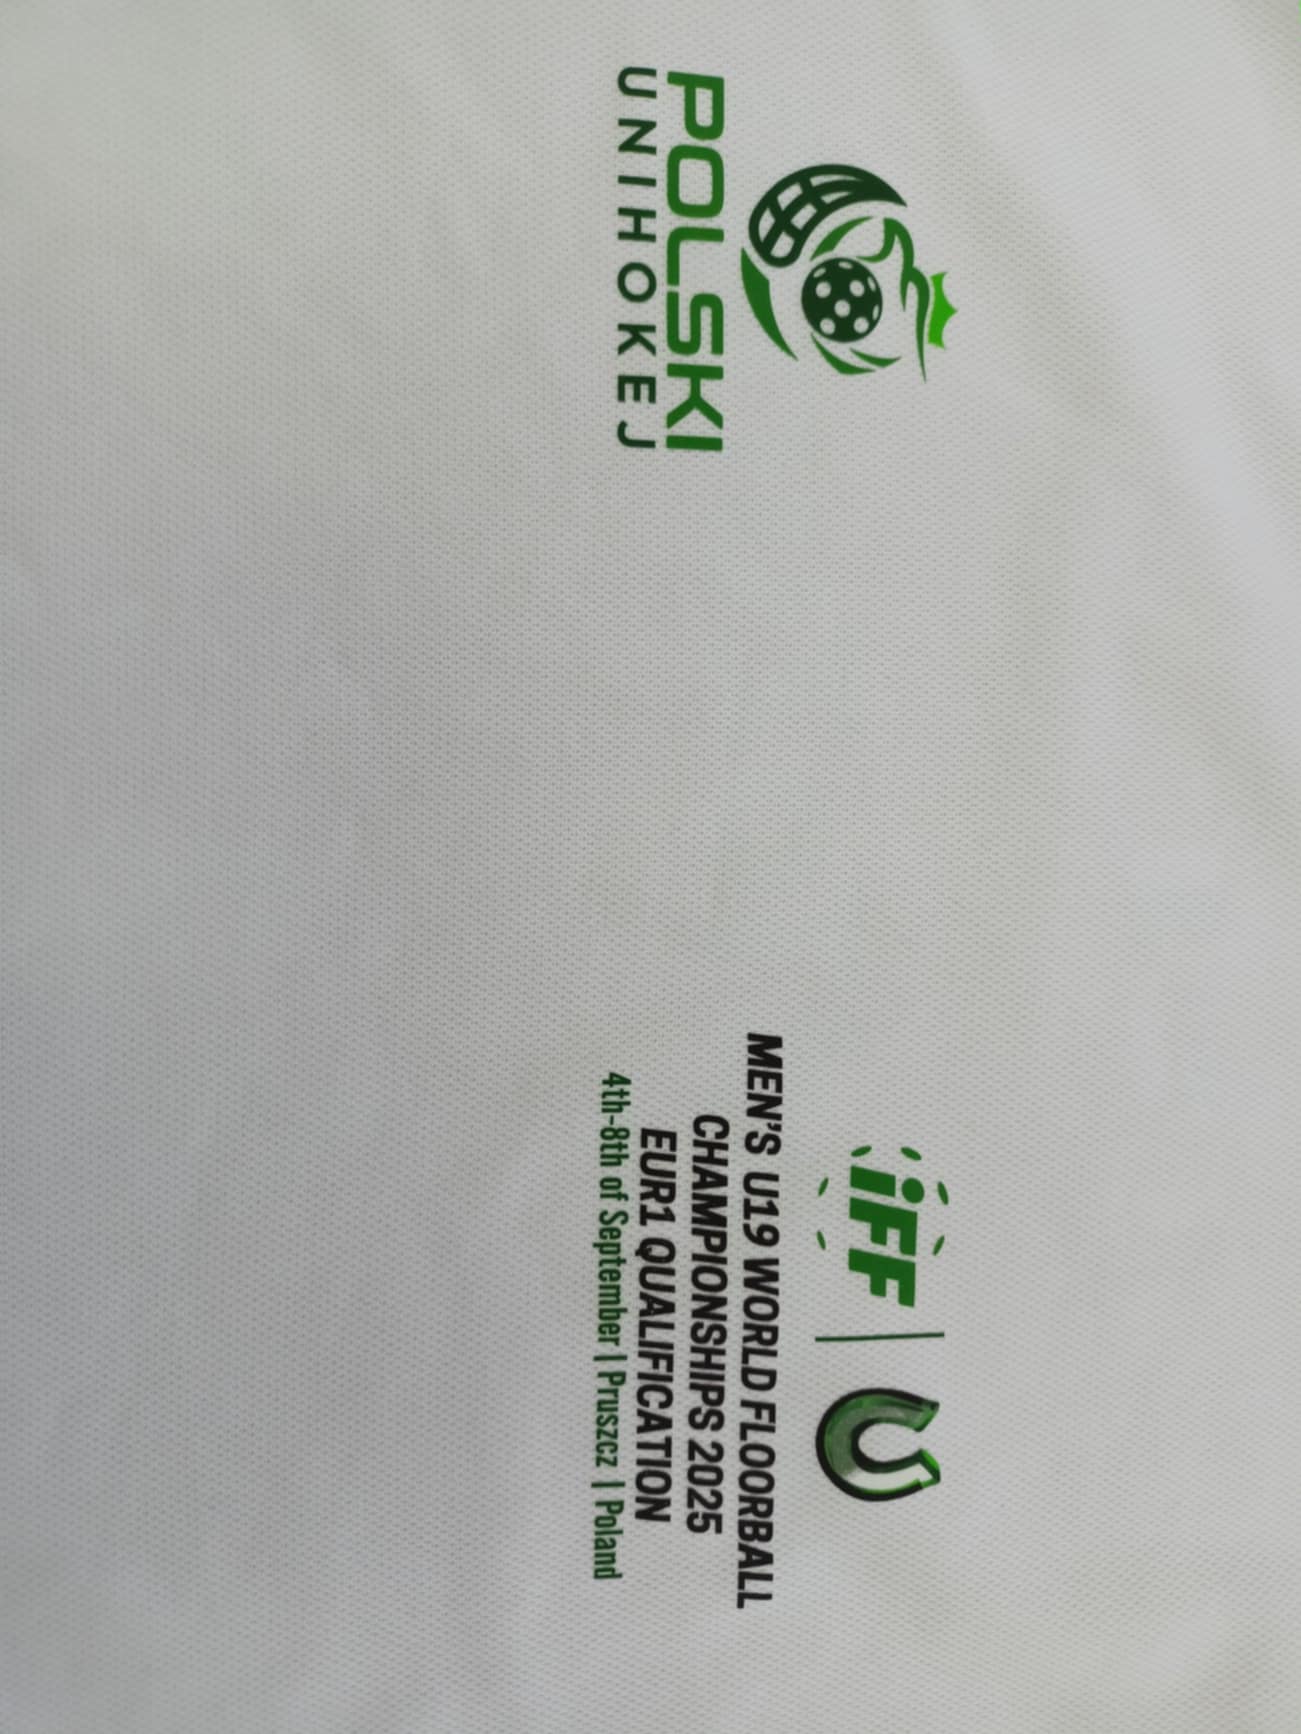 POLSKI
UNIHOKEJ
iFF
MEN'S U19 WORLD FLOORBALL
CHAMPIONSHIPS 2025
EUR1 QUALIFICATION
4th-8th of September | Pruszcz | Poland